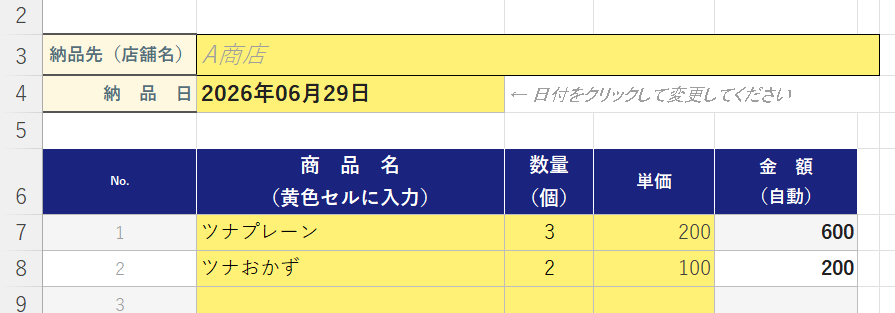 2
3 納品先（店舗名） A商店
4 納 品 日 2026年06月29日 ← 日付をクリックして変更してください
5
6 No. 商 品 名 （黄色セルに入力） 数量 （個） 単価 金 額 （自動）
7 1 ツナプレーン 3 200 600
8 2 ツナおかず 2 100 200
9 3